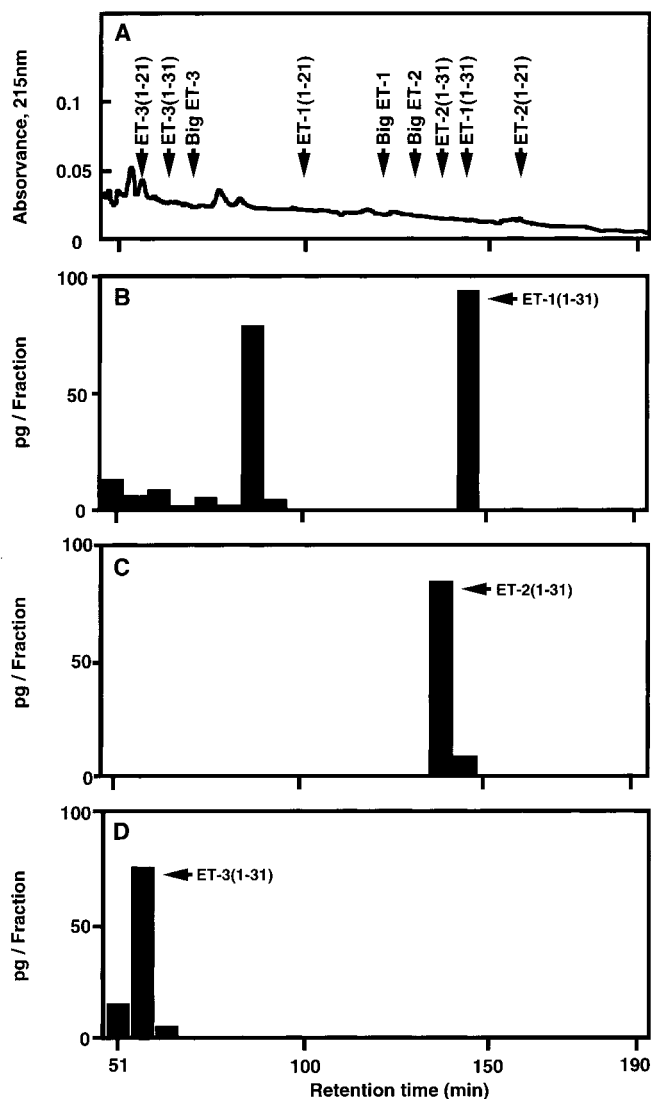 A
ET-3(1-21)
ET-3(1-31)
Big ET-3
ET-1(1-21)
Big ET-1
Big ET-2
ET-2(1-31)
ET-1(1-31)
ET-2(1-21)
Absorvance, 215nm
0.1
0.05
0
B
ET-1(1-31)
pg / Fraction
100
50
0
C
ET-2(1-31)
pg / Fraction
100
50
0
D
ET-3(1-31)
pg / Fraction
100
50
0
51 100 150 190
Retention time (min)